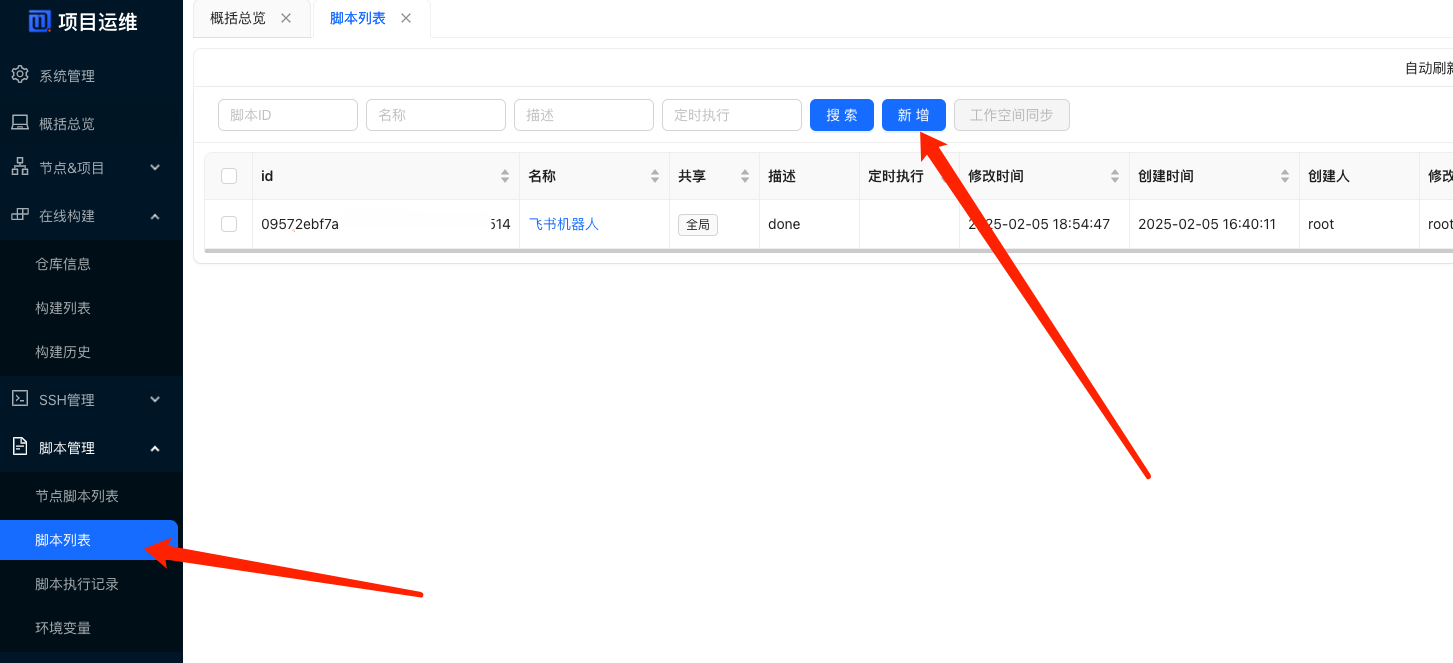 项目运维
系统管理
概括总览
节点&项目
在线构建
仓库信息
构建列表
构建历史
SSH管理
脚本管理
节点脚本列表
脚本列表
脚本执行记录
环境变量
概括总览 脚本列表
自动刷新
脚本ID 名称 描述 定时执行 搜 索 新 增 工作空间同步
id 名称 共享 描述 定时执行 修改时间 创建时间 创建人 修改
09572ebf7a 514 飞书机器人 全局 done 2025-02-05 18:54:47 2025-02-05 16:40:11 root root